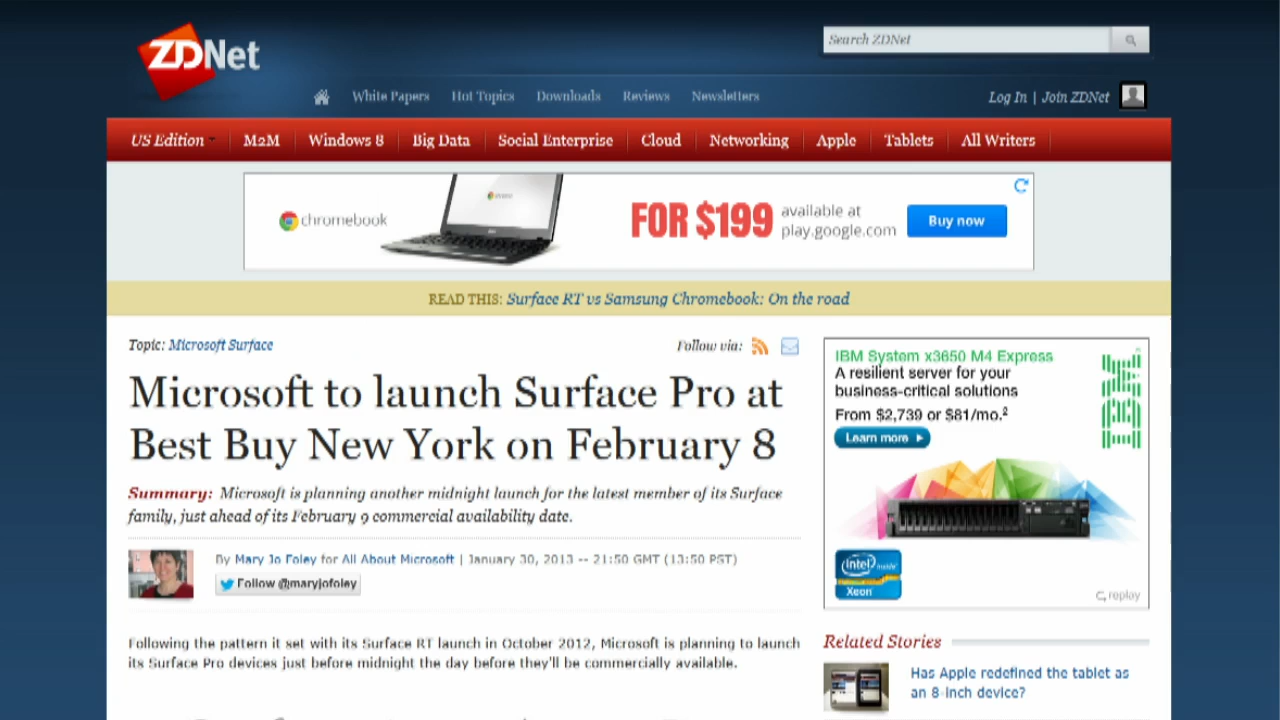 ZDNet
Search ZDNet
White Papers Hot Topics Downloads Reviews Newsletters
Log In | Join ZDNet
US Edition M2M Windows 8 Big Data Social Enterprise Cloud Networking Apple Tablets All Writers
chromebook
FOR $199
available at
play.google.com
Buy now
READ THIS: Surface RT vs Samsung Chromebook: On the road
Topic: Microsoft Surface
Follow via:
Microsoft to launch Surface Pro at
Best Buy New York on February 8
Summary: Microsoft is planning another midnight launch for the latest member of its Surface
family, just ahead of its February 9 commercial availability date.
By Mary Jo Foley for All About Microsoft | January 30, 2013 -- 21:50 GMT (13:50 PST)
Follow @maryjofoley
Following the pattern it set with its Surface RT launch in October 2012, Microsoft is planning to launch
its Surface Pro devices just before midnight the day before they'll be commercially available.
IBM System x3650 M4 Express
A resilient server for your
business-critical solutions
From $2,739 or $81/mo.²
Learn more
IBM
intel inside
Xeon
replay
Related Stories
Has Apple redefined the tablet as
an 8-inch device?